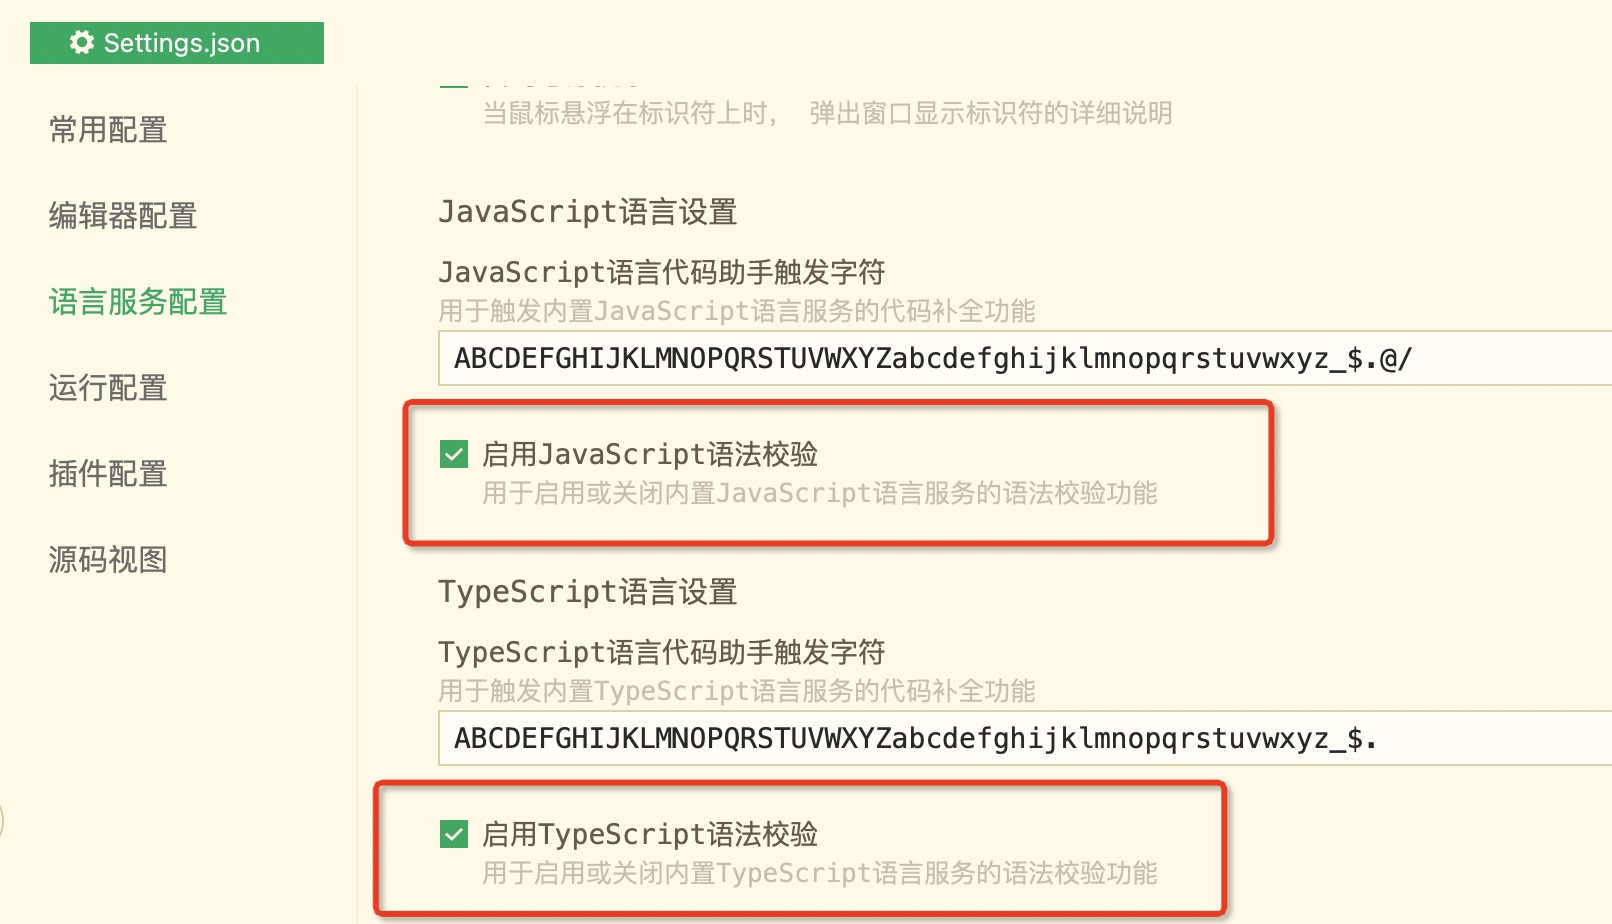 Settings.json
常用配置
编辑器配置
语言服务配置
运行配置
插件配置
源码视图
当鼠标悬浮在标识符上时， 弹出窗口显示标识符的详细说明
JavaScript语言设置
JavaScript语言代码助手触发字符
用于触发内置JavaScript语言服务的代码补全功能
ABCDEFGHIJKLMNOPQRSTUVWXYZabcdefghijklmnopqrstuvwxyz_$.@/
启用JavaScript语法校验
用于启用或关闭内置JavaScript语言服务的语法校验功能
TypeScript语言设置
TypeScript语言代码助手触发字符
用于触发内置TypeScript语言服务的代码补全功能
ABCDEFGHIJKLMNOPQRSTUVWXYZabcdefghijklmnopqrstuvwxyz_$.
启用TypeScript语法校验
用于启用或关闭内置TypeScript语言服务的语法校验功能